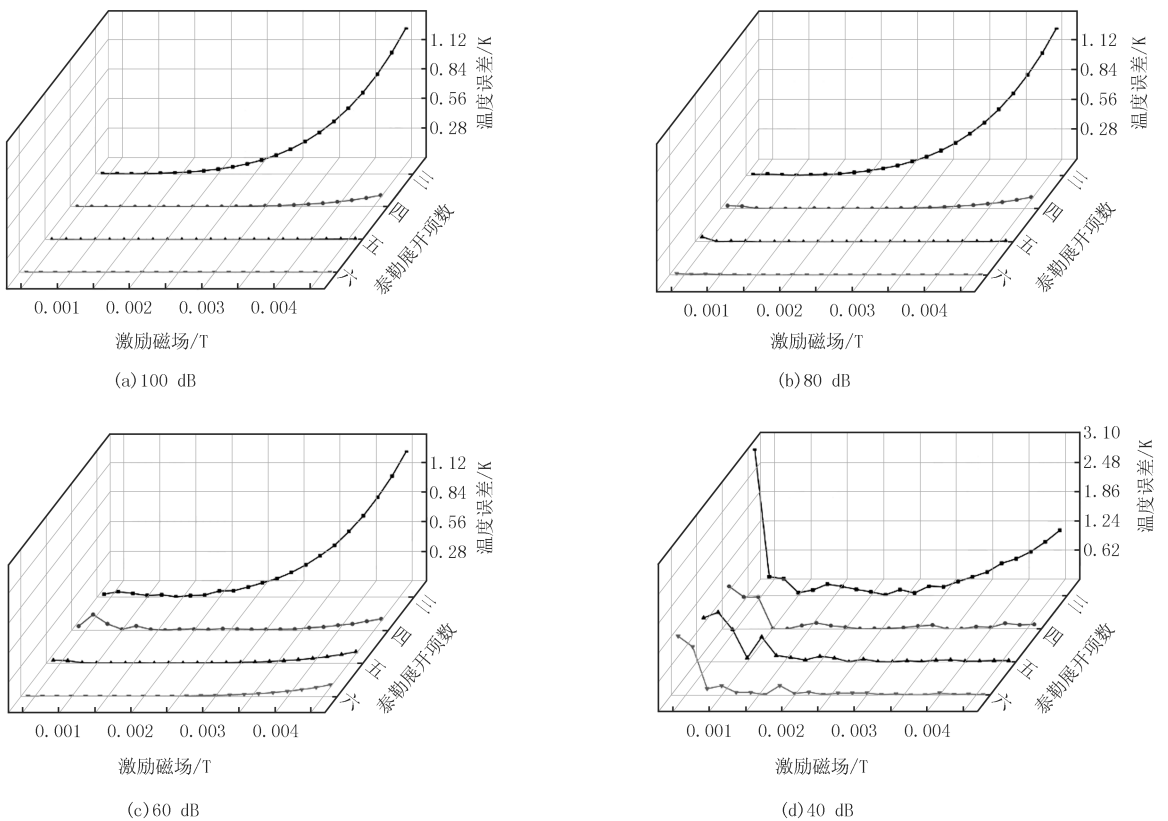 1.12
0.84
0.56
0.28
温度误差/K
三
四
五
六
泰勒展开项数
0.001 0.002 0.003 0.004
激励磁场/T
(a)100 dB
1.12
0.84
0.56
0.28
温度误差/K
三
四
五
六
泰勒展开项数
0.001 0.002 0.003 0.004
激励磁场/T
(b)80 dB
1.12
0.84
0.56
0.28
温度误差/K
三
四
五
六
泰勒展开项数
0.001 0.002 0.003 0.004
激励磁场/T
(c)60 dB
3.10
2.48
1.86
1.24
0.62
温度误差/K
三
四
五
六
泰勒展开项数
0.001 0.002 0.003 0.004
激励磁场/T
(d)40 dB